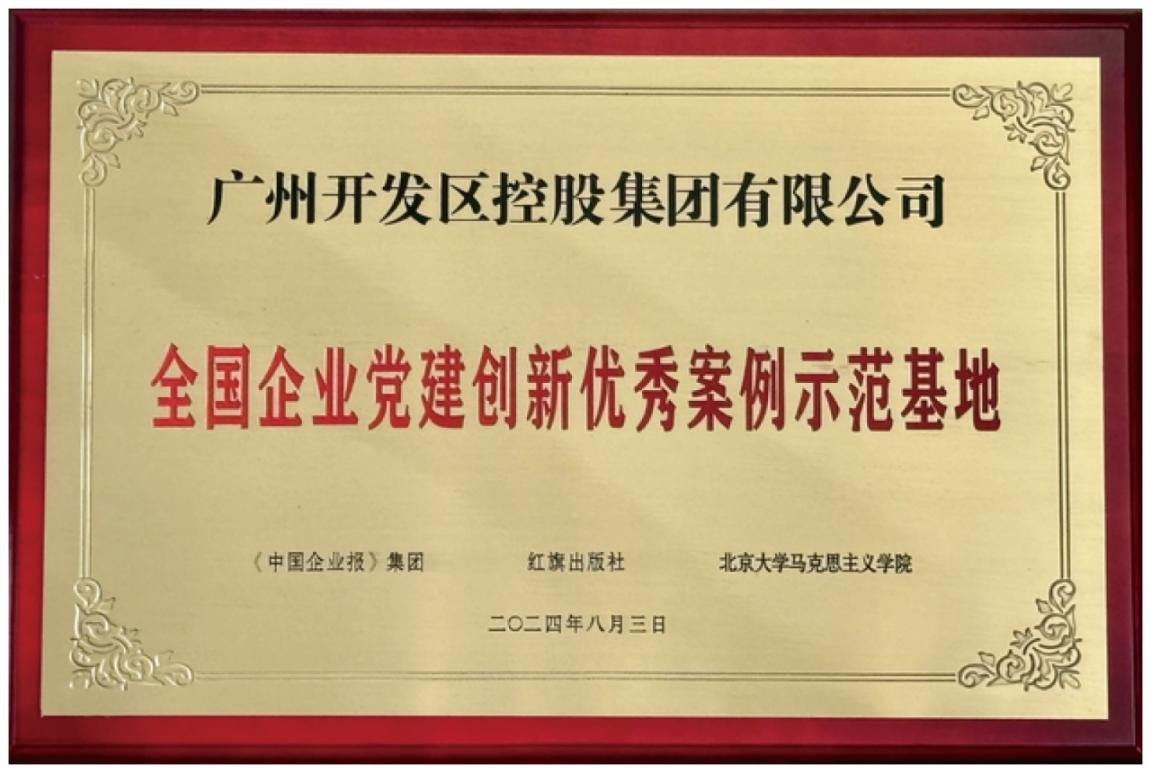 广州开发区控股集团有限公司
全国企业党建创新优秀案例示范基地
《中国企业报》集团 红旗出版社 北京大学马克思主义学院
二〇二四年八月三日